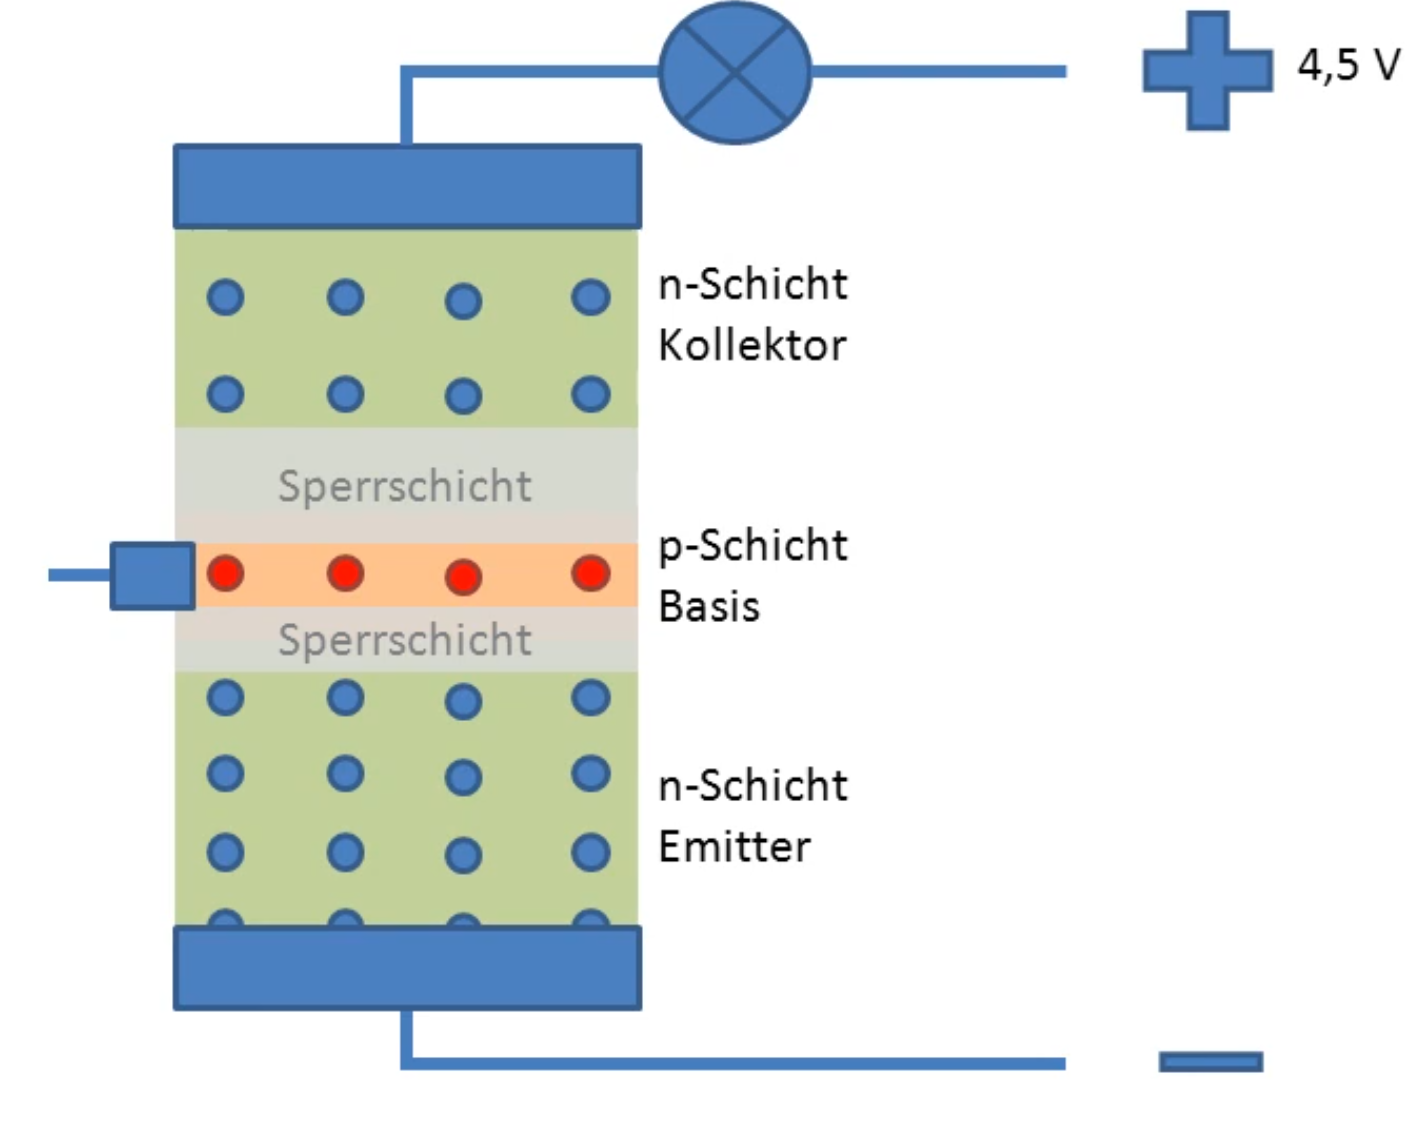 4,5 V
n-Schicht
Kollektor
Sperrschicht
p-Schicht
Basis
Sperrschicht
n-Schicht
Emitter